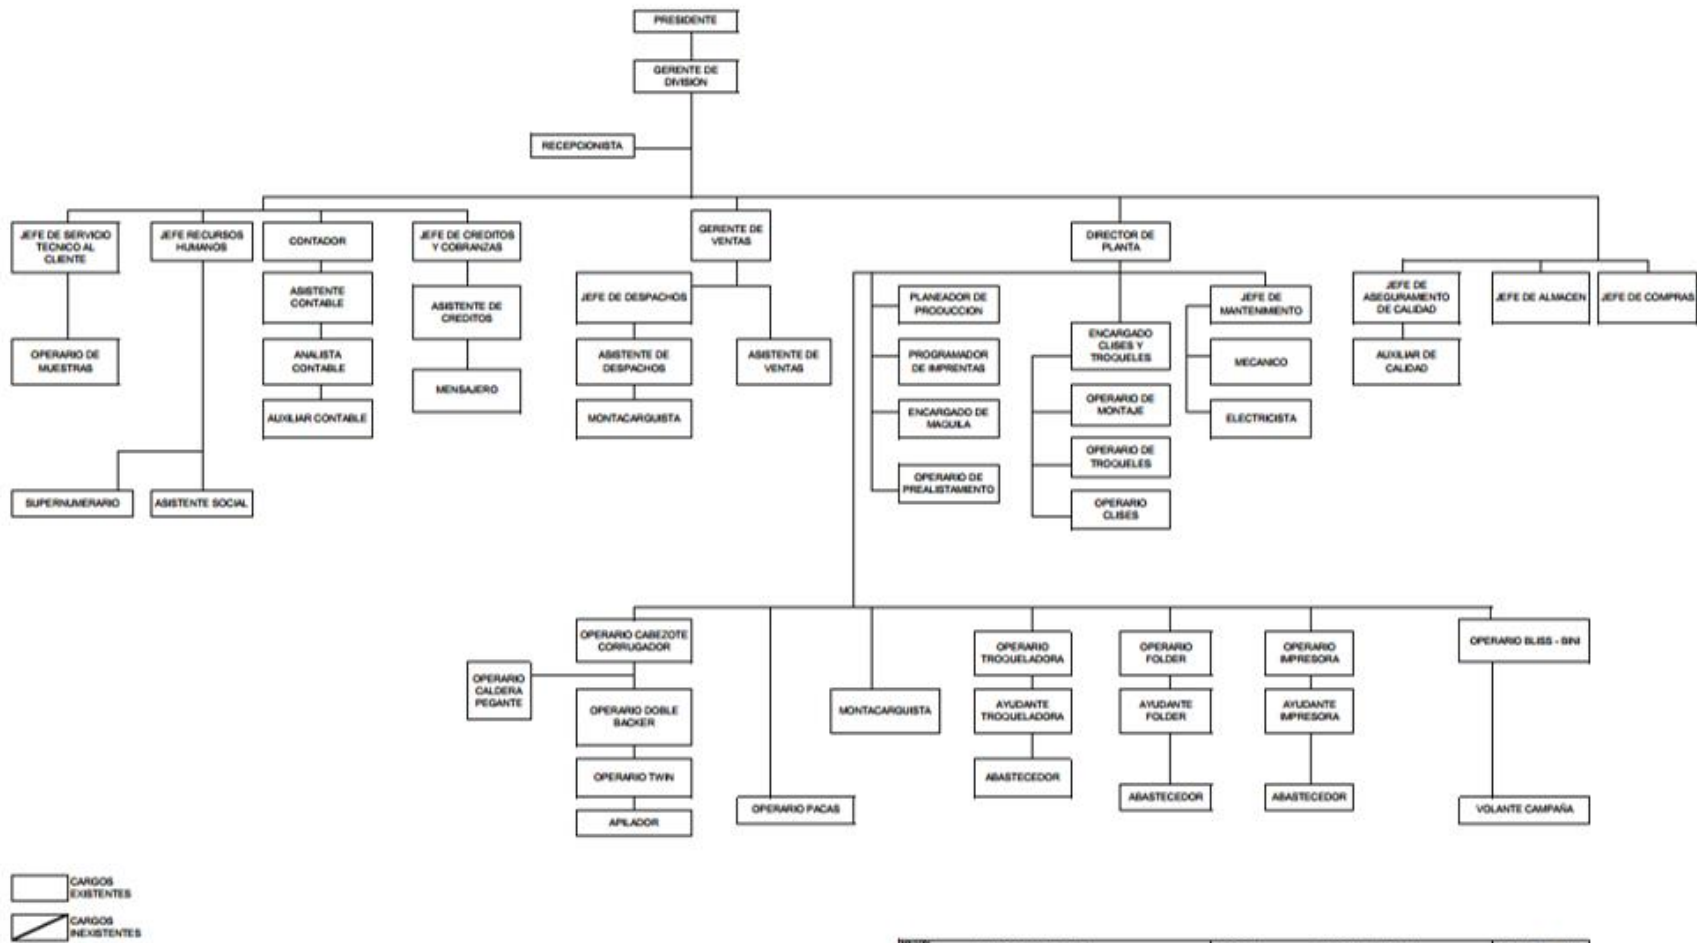 PRESIDENTE
GERENTE DE
DIVISION
RECEPCIONISTA
JEFE DE SERVICIO
TECNICO AL
CLIENTE
JEFE RECURSOS
HUMANOS
CONTADOR
JEFE DE CREDITOS
Y COBRANZAS
GERENTE DE
VENTAS
DIRECTOR DE
PLANTA
ASISTENTE
CONTABLE
ASISTENTE DE
CREDITOS
JEFE DE DESPACHOS
PLANEADOR DE
PRODUCCION
JEFE DE
MANTENIMIENTO
JEFE DE
ASEGURAMIENTO
DE CALIDAD
JEFE DE ALMACEN
JEFE DE COMPRAS
OPERARIO DE
MUESTRAS
ANALISTA
CONTABLE
MENSAJERO
ASISTENTE DE
DESPACHOS
ASISTENTE DE
VENTAS
PROGRAMADOR
DE IMPRENTAS
ENCARGADO
CLISES Y
TROQUELES
MECANICO
AUXILIAR DE
CALIDAD
AUXILIAR CONTABLE
MONTACARGUISTA
ENCARGADO DE
MAQUILA
OPERARIO DE
MONTAJE
ELECTRICISTA
OPERARIO DE
TROQUELES
SUPERNUMERARIO
ASISTENTE SOCIAL
OPERARIO DE
PREALISTAMIENTO
OPERARIO
CLISES
OPERARIO CABEZOTE
CORRUGADOR
OPERARIO
TROQUELADORA
OPERARIO
FOLDER
OPERARIO
IMPRESORA
OPERARIO BLISS - BINI
OPERARIO
CALDERA
PEGANTE
OPERARIO DOBLE
BACKER
MONTACARGUISTA
AYUDANTE
TROQUELADORA
AYUDANTE
FOLDER
AYUDANTE
IMPRESORA
OPERARIO TWIN
ABASTECEDOR
ABASTECEDOR
ABASTECEDOR
APILADOR
OPERARIO PACAS
VOLANTE CAMPAÑA
CARGOS
EXISTENTES
CARGOS
INEXISTENTES